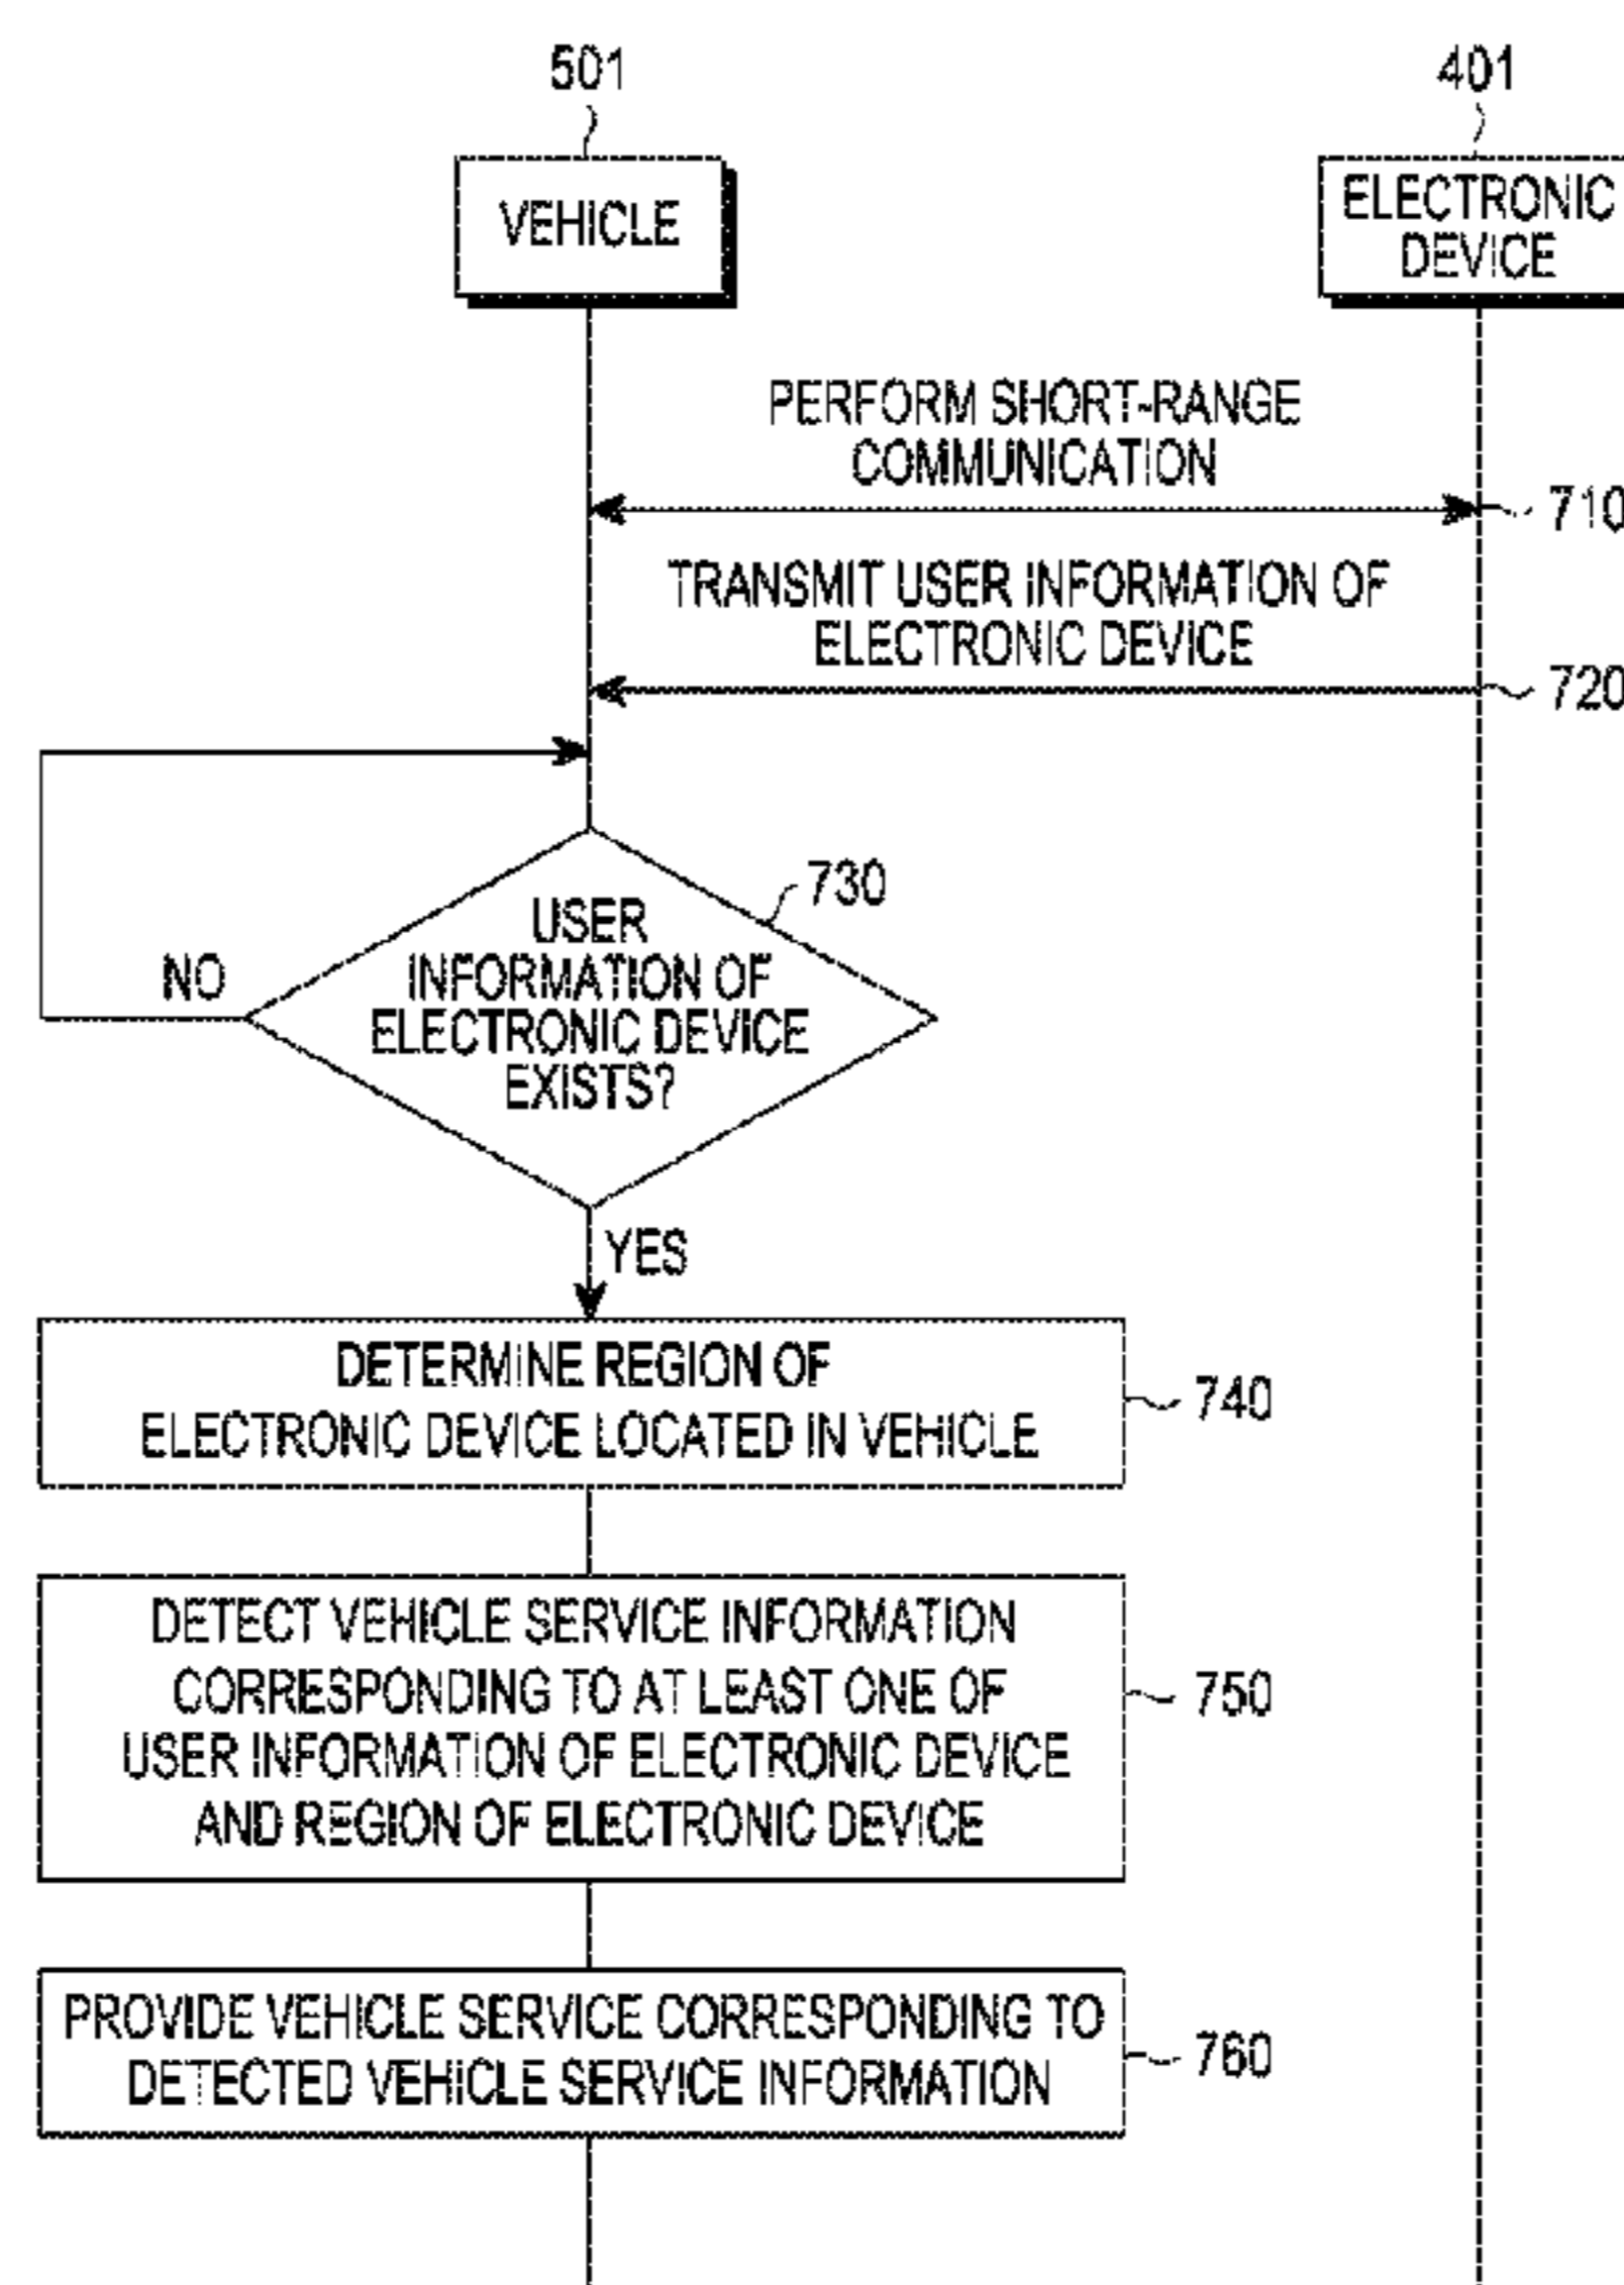 501
401
VEHICLE
ELECTRONIC
DEVICE
PERFORM SHORT-RANGE
COMMUNICATION
710
TRANSMIT USER INFORMATION OF
ELECTRONIC DEVICE
720
730
USER
INFORMATION OF
ELECTRONIC DEVICE
EXISTS?
NO
YES
DETERMINE REGION OF
ELECTRONIC DEVICE LOCATED IN VEHICLE
740
DETECT VEHICLE SERVICE INFORMATION
CORRESPONDING TO AT LEAST ONE OF
USER INFORMATION OF ELECTRONIC DEVICE
AND REGION OF ELECTRONIC DEVICE
750
PROVIDE VEHICLE SERVICE CORRESPONDING TO
DETECTED VEHICLE SERVICE INFORMATION
760